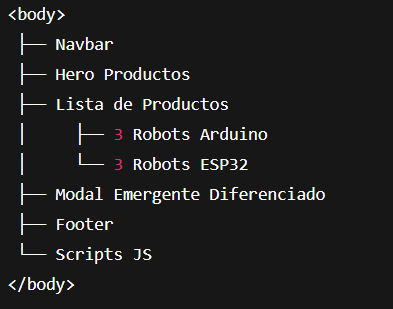 <body>
├── Navbar
├── Hero Productos
├── Lista de Productos
│     ├── 3 Robots Arduino
│     └── 3 Robots ESP32
├── Modal Emergente Diferenciado
├── Footer
└── Scripts JS
</body>